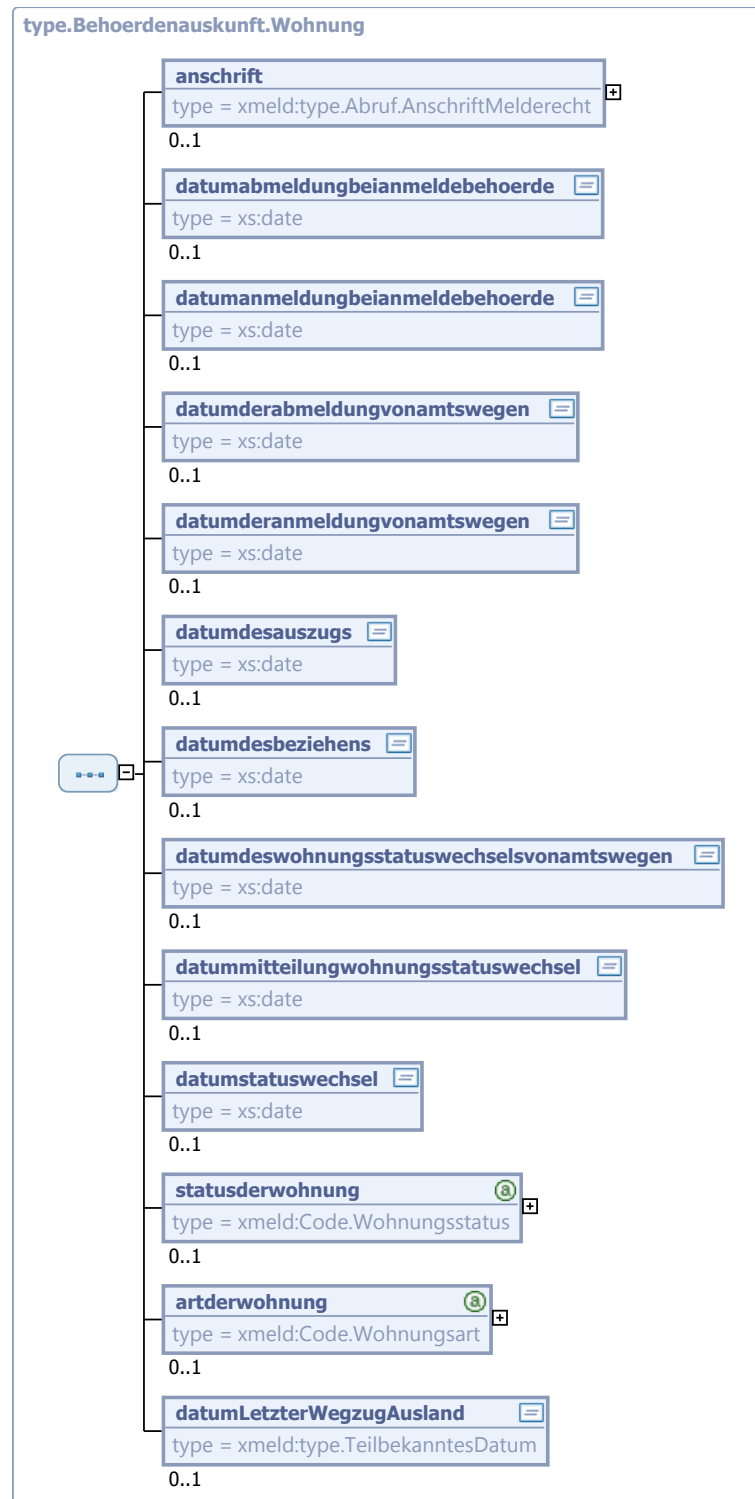 type.Behoerdenauskunft.Wohnung
anschrift
type = xmeld:type.Abruf.AnschriftMelderecht
0..1
datumabmeldungbeianmeldebehoerde
type = xs:date
0..1
datumanmeldungbeianmeldebehoerde
type = xs:date
0..1
datumderabmeldungvonamtswegen
type = xs:date
0..1
datumderanmeldungvonamtswegen
type = xs:date
0..1
datumdesauszugs
type = xs:date
0..1
datumdesbeziehens
type = xs:date
0..1
datumdeswohnungsstatuswechselsvonamtswegen
type = xs:date
0..1
datummitteilungwohnungsstatuswechsel
type = xs:date
0..1
datumstatuswechsel
type = xs:date
0..1
statusderwohnung
type = xmeld:Code.Wohnungsstatus
0..1
artderwohnung
type = xmeld:Code.Wohnungsart
0..1
datumLetzterWegzugAusland
type = xmeld:type.TeilbekanntesDatum
0..1